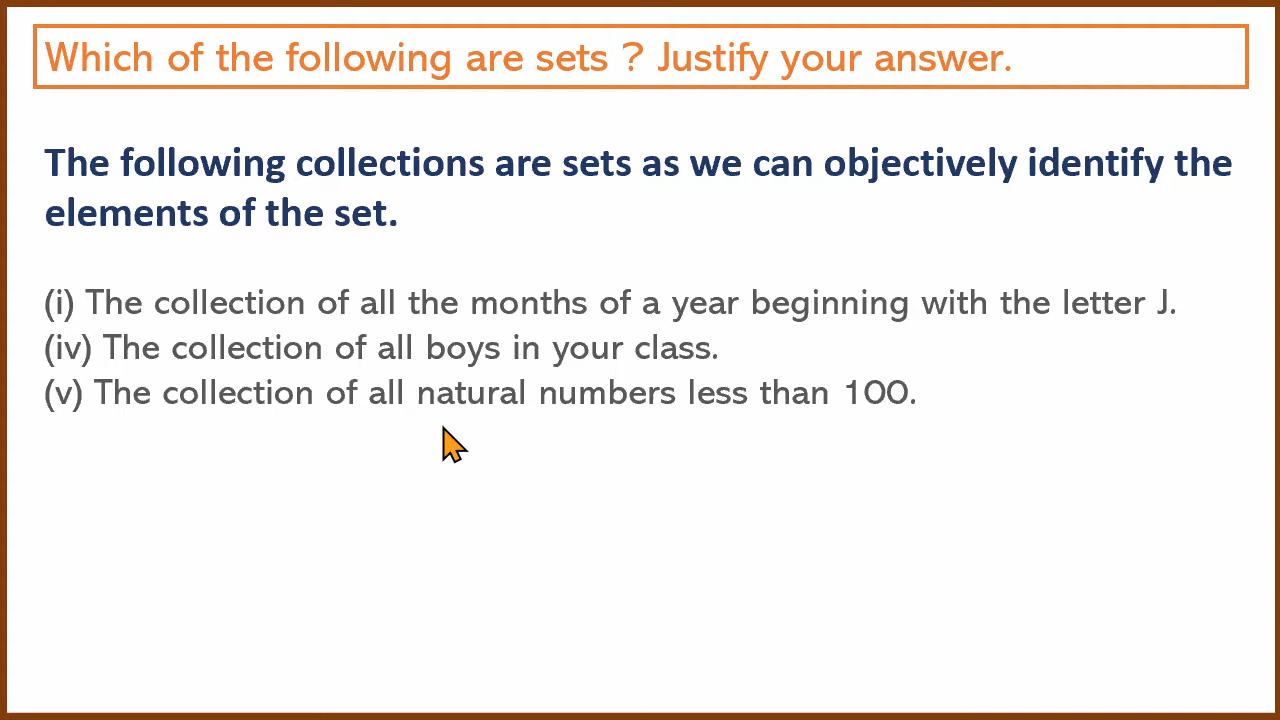 Which of the following are sets ? Justify your answer.
The following collections are sets as we can objectively identify the
elements of the set.
(i) The collection of all the months of a year beginning with the letter J.
(iv) The collection of all boys in your class.
(v) The collection of all natural numbers less than 100.